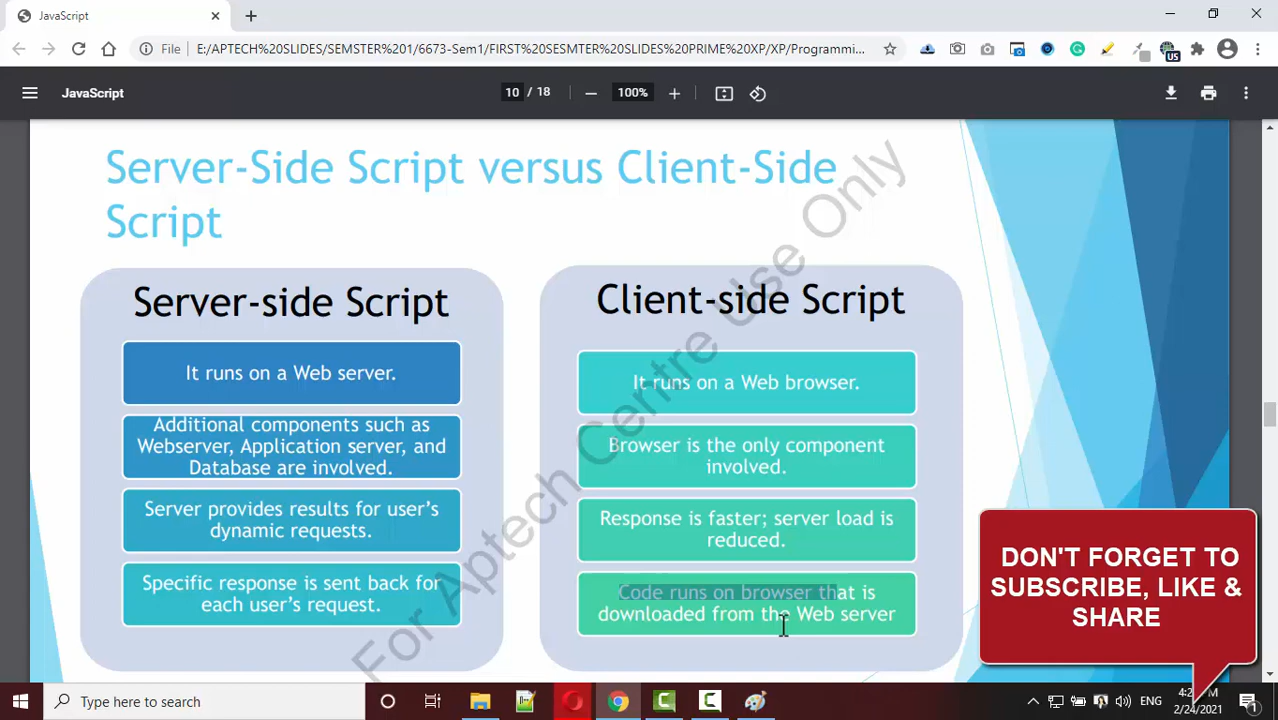 JavaScript
File
E:/APTECH%20SLIDES/SEMSTER%201/6673-Sem1/FIRST%20SESMTER%20SLIDES%20PRIME%20XP/XP/Programmi...
US
JavaScript
10 / 18
100%
Server-Side Script versus Client-Side
Script
Server-side Script
It runs on a Web server.
Additional components such as
Webserver, Application server, and
Database are involved.
Server provides results for user's
dynamic requests.
Specific response is sent back for
each user's request.
Client-side Script
It runs on a Web browser.
Browser is the only component
involved.
Response is faster; server load is
reduced.
Code runs on browser that is
downloaded from the Web server
For Aptech Centre Use Only
DON'T FORGET TO
SUBSCRIBE, LIKE &
SHARE
Type here to search
ENG
2/24/2021
1